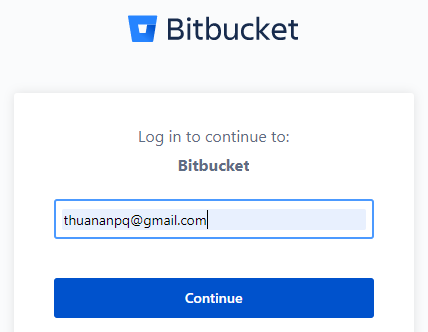 Bitbucket
Log in to continue to:
Bitbucket
thuananpq@gmail.com
Continue